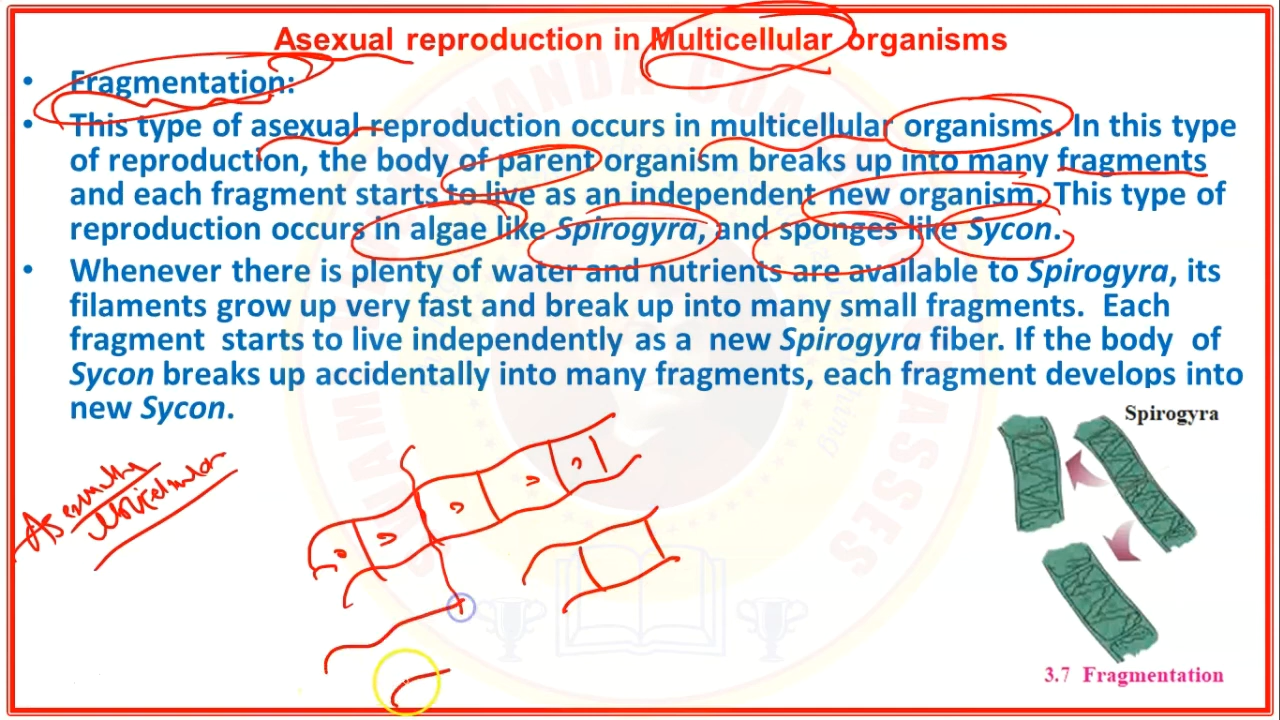 Asexual reproduction in Multicellular organisms
• Fragmentation:
• This type of asexual reproduction occurs in multicellular organisms. In this type
of reproduction, the body of parent organism breaks up into many fragments
and each fragment starts to live as an independent new organism. This type of
reproduction occurs in algae like Spirogyra, and sponges like Sycon.
• Whenever there is plenty of water and nutrients are available to Spirogyra, its
filaments grow up very fast and break up into many small fragments. Each
fragment starts to live independently as a new Spirogyra fiber. If the body of
Sycon breaks up accidentally into many fragments, each fragment develops into
new Sycon.
Spirogyra
3.7 Fragmentation